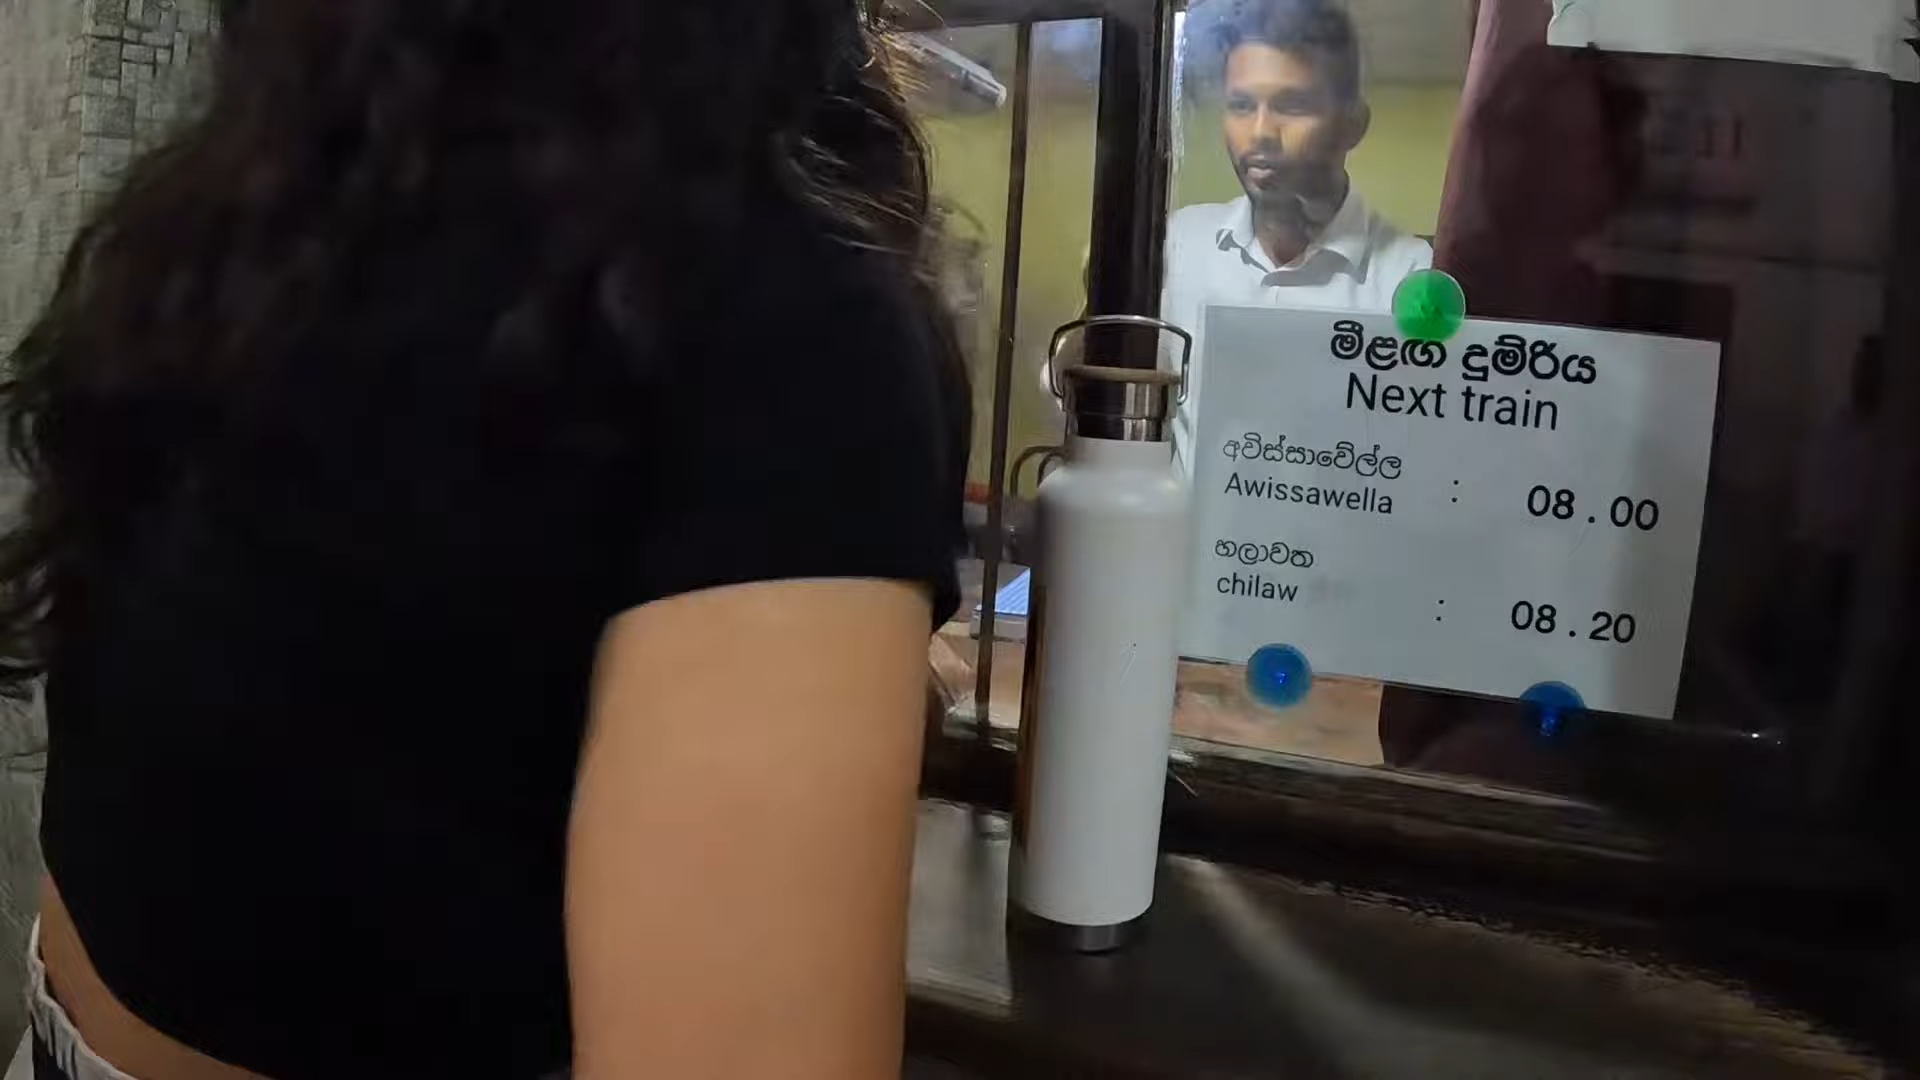 මීළඟ දුම්රිය
Next train
අවිස්සාවේල්ල
Awissawella : 08.00
හලාවත
chilaw : 08.20